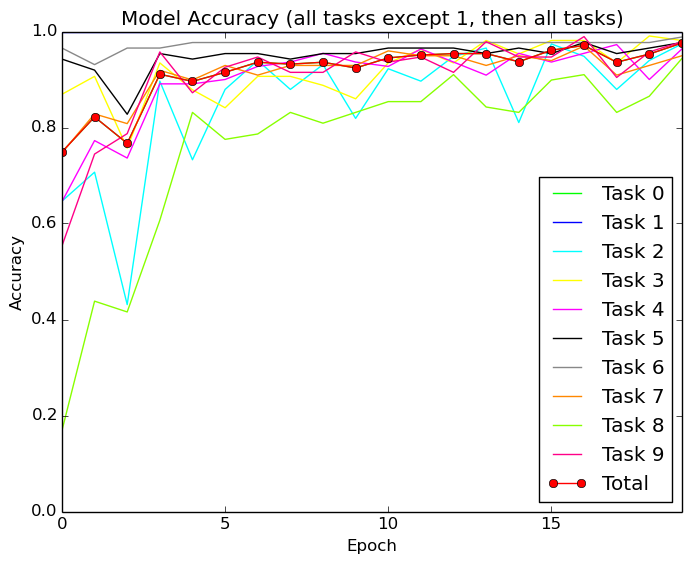 Model Accuracy (all tasks except 1, then all tasks)
1.0
0.8
0.6
0.4
0.2
0.0
Accuracy
0 5 10 15
Epoch
Task 0
Task 1
Task 2
Task 3
Task 4
Task 5
Task 6
Task 7
Task 8
Task 9
Total